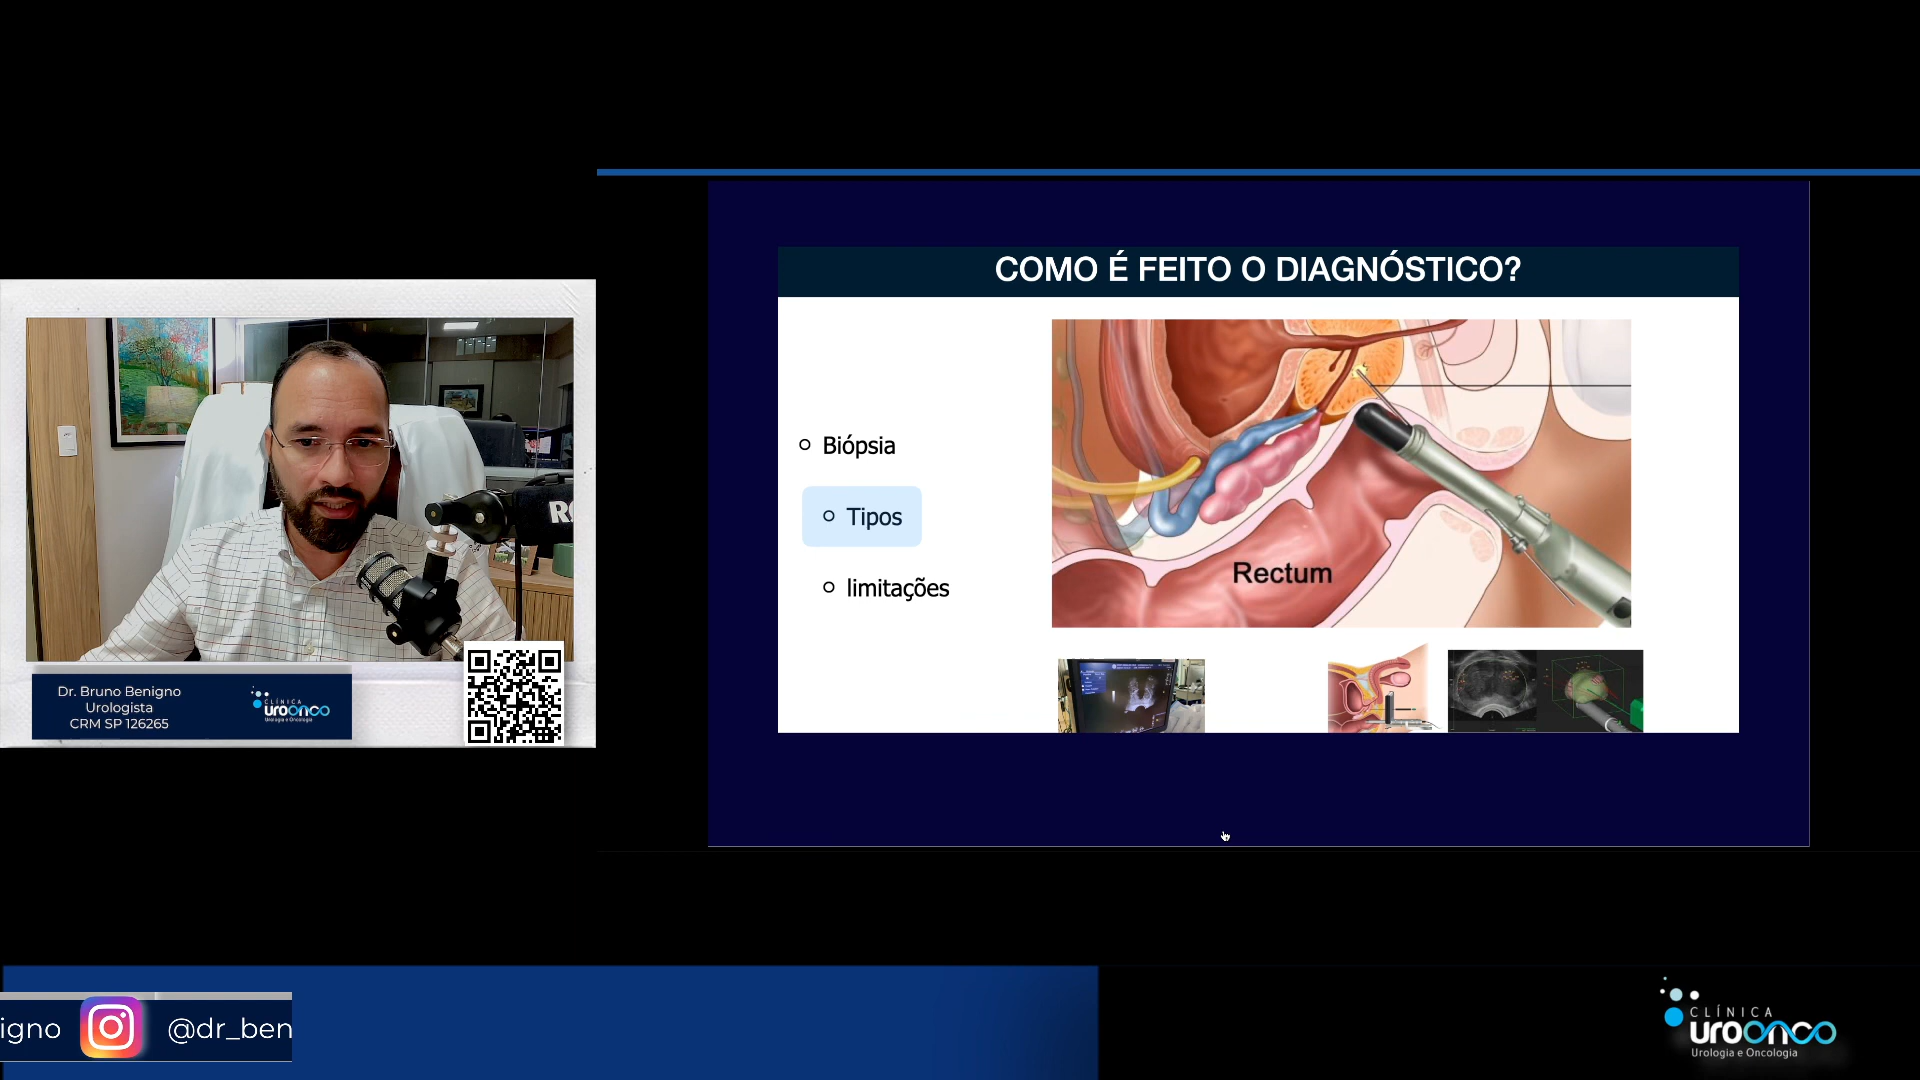 COMO É FEITO O DIAGNÓSTICO?
Biópsia
Tipos
limitações
Rectum
Dr. Bruno Benigno
Urologista
CRM SP 126265
CLÍNICA
uroonco
Urologia e Oncologia
igno
@dr_ben
CLÍNICA
uroonco
Urologia e Oncologia